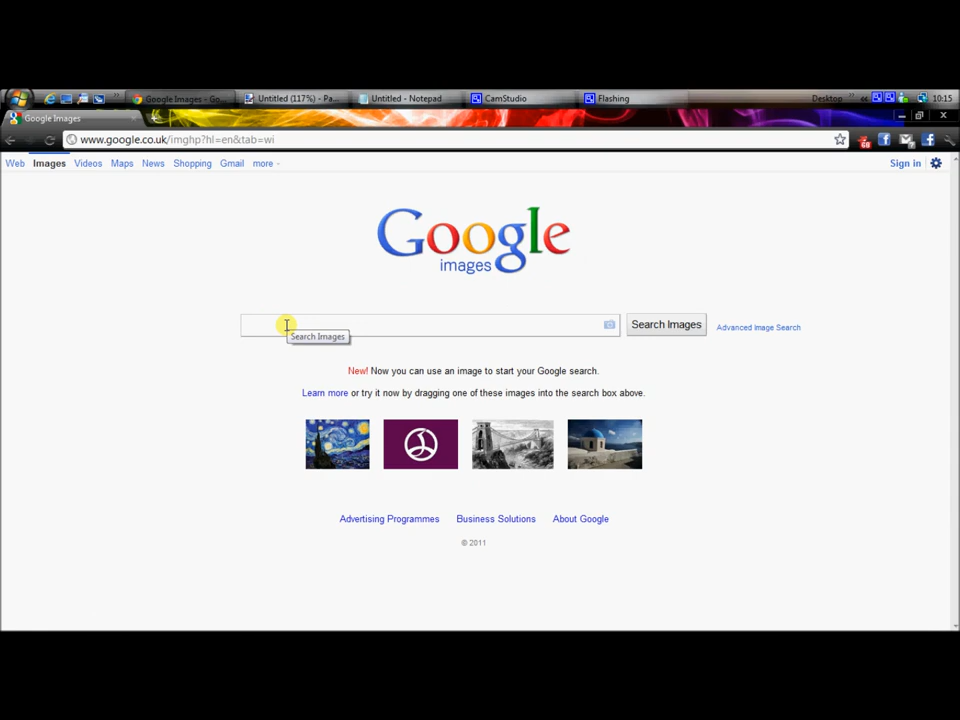 Google Images - Go... Untitled (117%) - Pa... Untitled - Notepad CamStudio Flashing Desktop 10:15
Google Images
www.google.co.uk/imghp?hl=en&tab=wi
Web Images Videos Maps News Shopping Gmail more Sign in
Google
images
Search Images Advanced Image Search
Search Images
New! Now you can use an image to start your Google search.
Learn more or try it now by dragging one of these images into the search box above.
Advertising Programmes Business Solutions About Google
© 2011